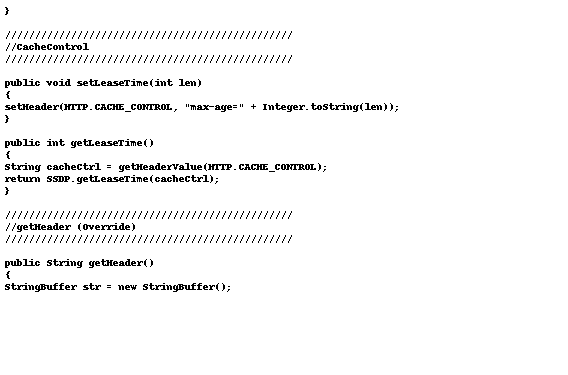 }
////////////////////////////////////////////////
//CacheControl
////////////////////////////////////////////////
public void setLeaseTime(int len)
{
setHeader(HTTP.CACHE_CONTROL, "max-age=" + Integer.toString(len));
}
public int getLeaseTime()
{
String cacheCtrl = getHeaderValue(HTTP.CACHE_CONTROL);
return SSDP.getLeaseTime(cacheCtrl);
}
////////////////////////////////////////////////
//getHeader (Override)
////////////////////////////////////////////////
public String getHeader()
{
StringBuffer str = new StringBuffer();